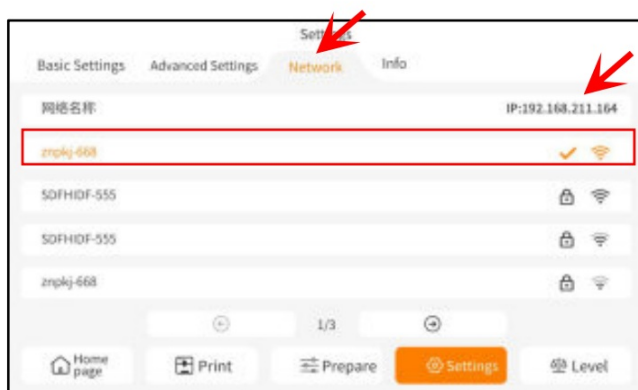 Settings
Basic Settings Advanced Settings Network Info
网络名称 IP:192.168.211.164
znpkj-668
SDFHIDF-555
SDFHIDF-555
znpkj-668
1/3
Home page Print Prepare Settings Level